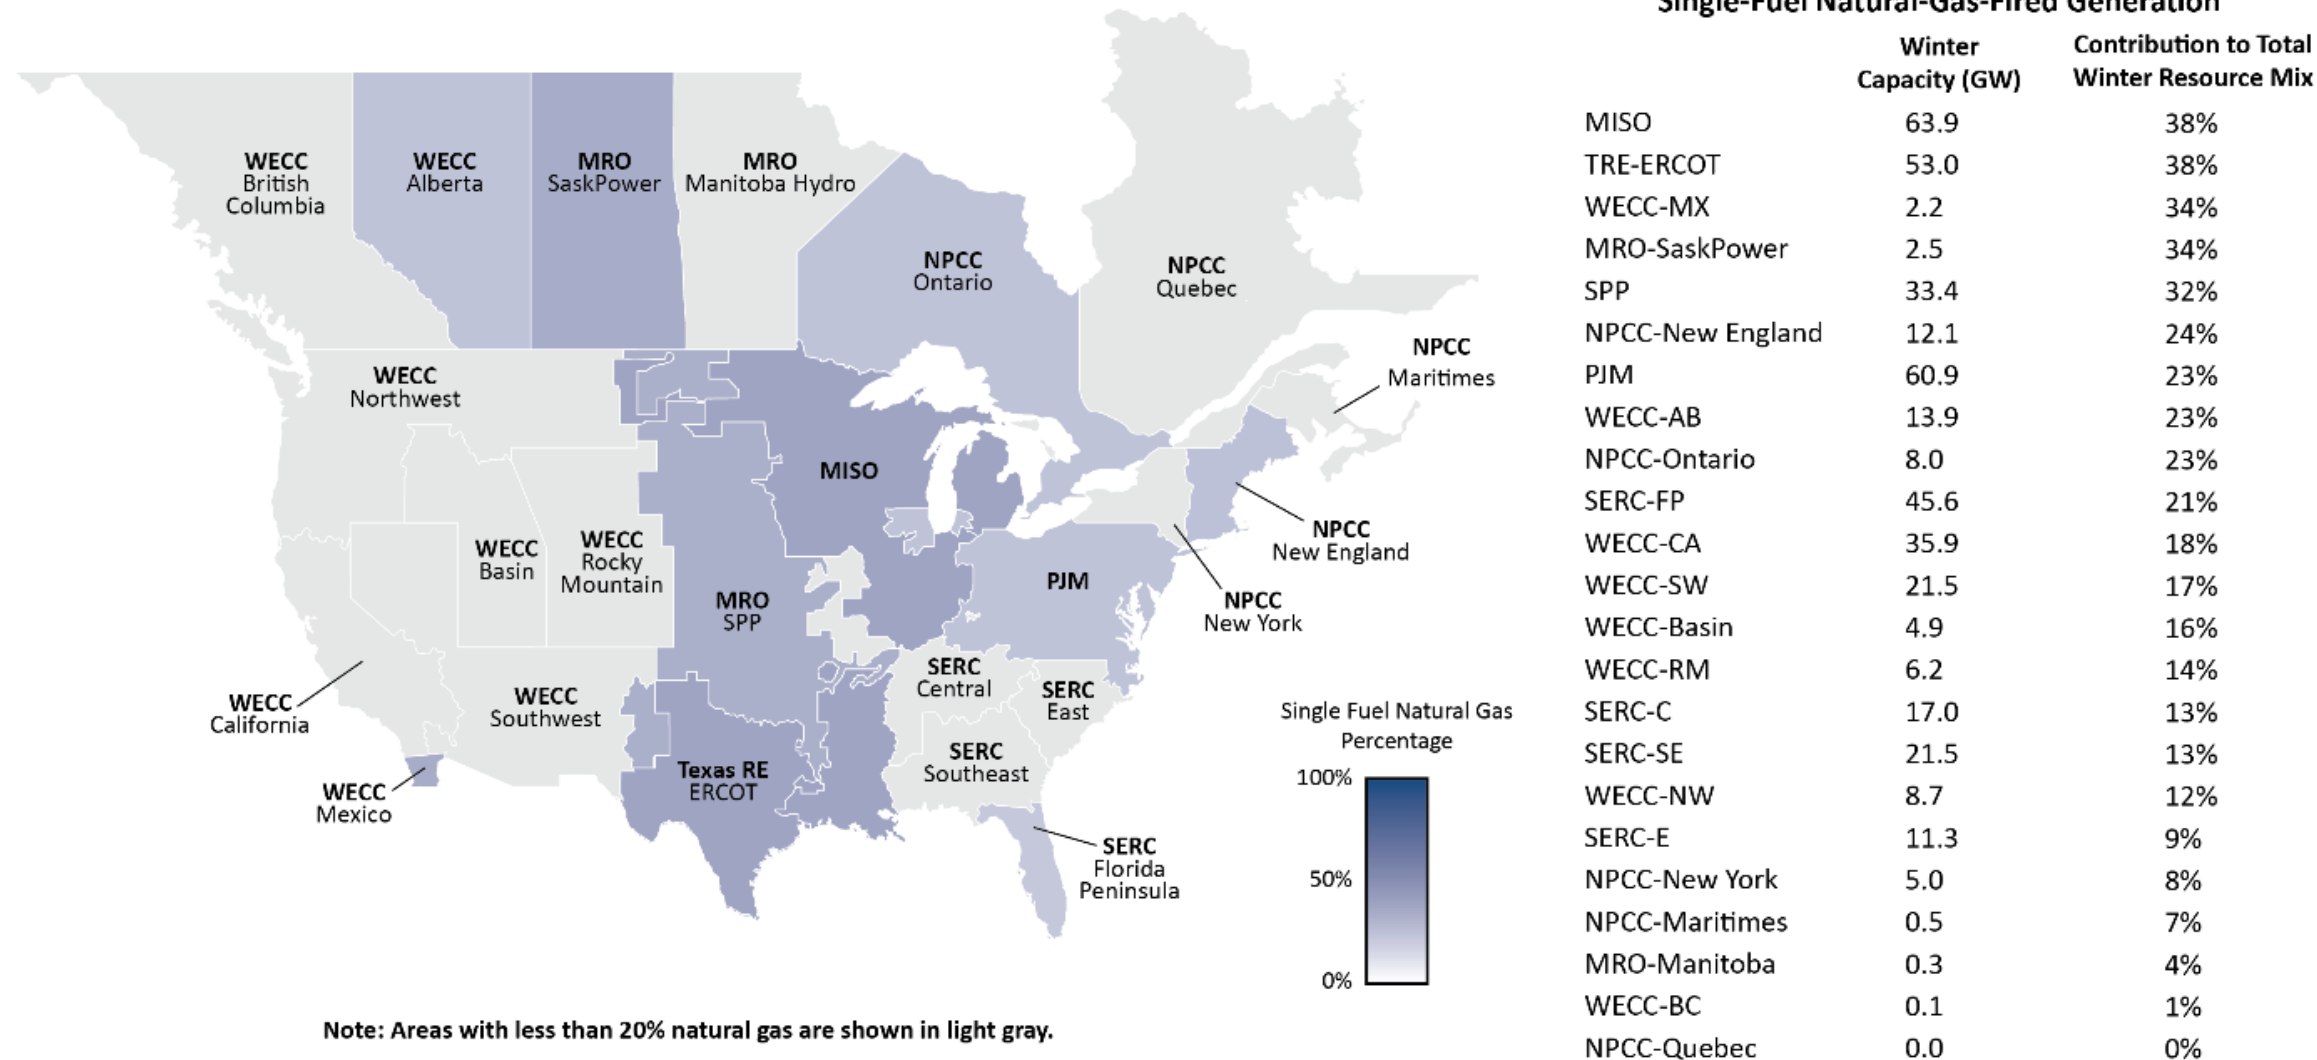 Single-Fuel Natural-Gas-Fired Generation
Winter
Capacity (GW)
Contribution to Total
Winter Resource Mix
MISO 63.9 38%
TRE-ERCOT 53.0 38%
WECC-MX 2.2 34%
MRO-SaskPower 2.5 34%
SPP 33.4 32%
NPCC-New England 12.1 24%
PJM 60.9 23%
WECC-AB 13.9 23%
NPCC-Ontario 8.0 23%
SERC-FP 45.6 21%
WECC-CA 35.9 18%
WECC-SW 21.5 17%
WECC-Basin 4.9 16%
WECC-RM 6.2 14%
SERC-C 17.0 13%
SERC-SE 21.5 13%
WECC-NW 8.7 12%
SERC-E 11.3 9%
NPCC-New York 5.0 8%
NPCC-Maritimes 0.5 7%
MRO-Manitoba 0.3 4%
WECC-BC 0.1 1%
NPCC-Quebec 0.0 0%
WECC
British
Columbia
WECC
Alberta
MRO
SaskPower
MRO
Manitoba Hydro
NPCC
Ontario
NPCC
Quebec
NPCC
Maritimes
WECC
Northwest
MISO
WECC
Basin
WECC
Rocky
Mountain
MRO
SPP
PJM
NPCC
New England
NPCC
New York
WECC
California
WECC
Southwest
SERC
Central
SERC
East
SERC
Southeast
Texas RE
ERCOT
WECC
Mexico
SERC
Florida
Peninsula
Single Fuel Natural Gas
Percentage
100%
50%
0%
Note: Areas with less than 20% natural gas are shown in light gray.